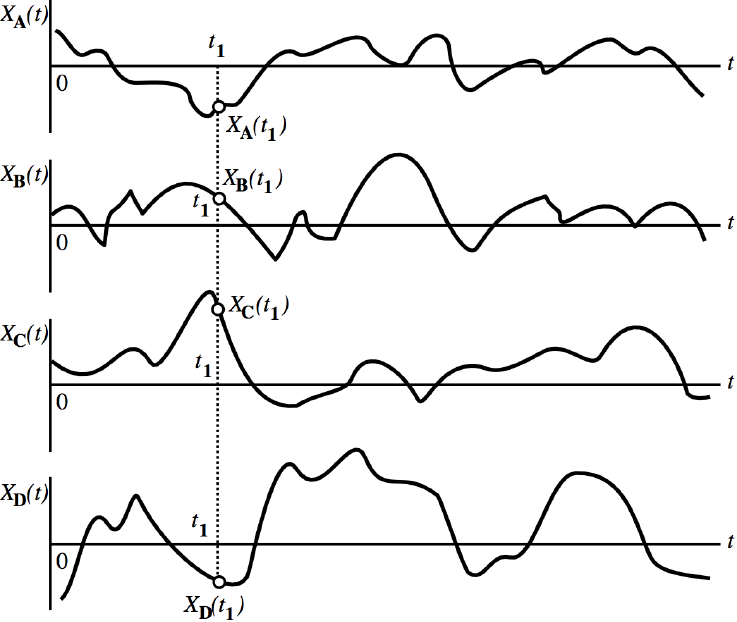 X_A(t)
t_1
t
0
X_A(t_1)
X_B(t)
X_B(t_1)
t_1
t
0
X_C(t_1)
X_C(t)
t_1
t
0
X_D(t)
t_1
t
0
X_D(t_1)